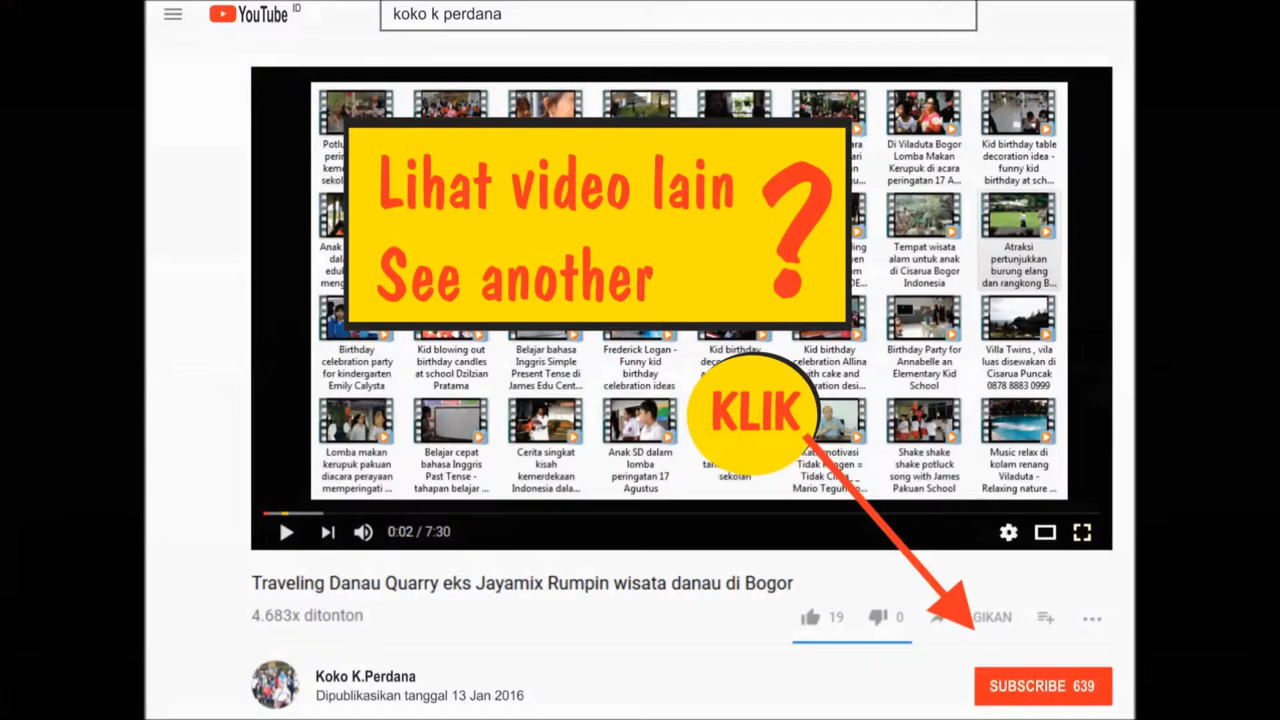 YouTube ID
koko k perdana
Lihat video lain
See another ?
Di Viladuta Bogor
Lomba Makan
Kerupuk di acara
peringatan 17 A...
Kid birthday table
decoration idea -
funny kid
birthday at sch...
Tempat wisata
alam untuk anak
di Cisarua Bogor
Indonesia
Atraksi
pertunjukkan
burung elang
dan rangkong B...
Birthday
celebration party
for kindergarten
Emily Calysta
Kid blowing out
birthday candles
at school Dzilzian
Pratama
Belajar bahasa
Inggris Simple
Present Tense di
James Edu Cent...
Frederick Logan -
Funny kid
birthday
celebration ideas
Kid birthday
Kid birthday
celebration Allina
with cake and
Birthday Party for
Annabelle an
Elementary Kid
School
Villa Twins , vila
luas disewakan di
Cisarua Puncak
0878 8883 0999
KLIK
Lomba makan
kerupuk pakuan
diacara perayaan
memperingati ...
Belajar cepat
bahasa Inggris
Past Tense -
tahapan belajar ...
Cerita singkat
kisah
kemerdekaan
Indonesia dala...
Anak SD dalam
lomba
peringatan 17
Agustus
sekolah
Mario Teguh
Shake shake
shake potluck
song with James
Pakuan School
Music relax di
kolam renang
Viladuta -
Relaxing nature ...
0:02 / 7:30
Traveling Danau Quarry eks Jayamix Rumpin wisata danau di Bogor
4.683x ditonton
19
0
GIKAN
Koko K.Perdana
Dipublikasikan tanggal 13 Jan 2016
SUBSCRIBE 639